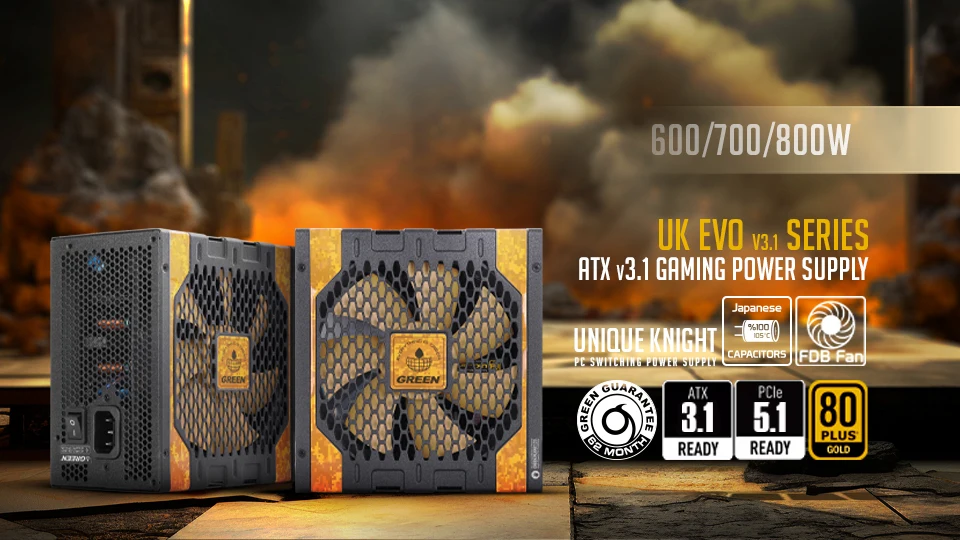 600/700/800W
UK EVO V3.1 SERIES
ATX v3.1 GAMING POWER SUPPLY
UNIQUE KNIGHT
PC SWITCHING POWER SUPPLY
Japanese
%100
105°C
CAPACITORS
FDB Fan
GREEN GUARANTEE
62 MONTH
ATX
3.1
READY
PCIe
5.1
READY
80
PLUS
GOLD
GREEN
GREEN
GREEN